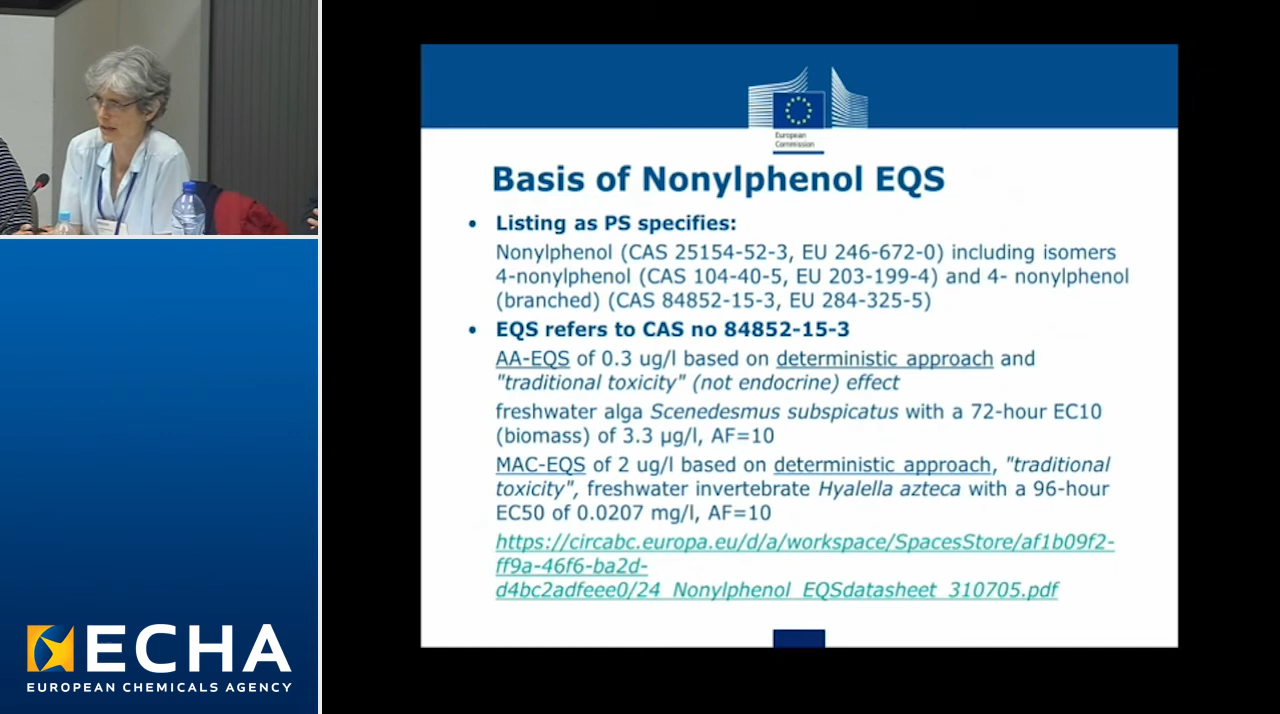 European
Commission
Basis of Nonylphenol EQS
• Listing as PS specifies:
Nonylphenol (CAS 25154-52-3, EU 246-672-0) including isomers
4-nonylphenol (CAS 104-40-5, EU 203-199-4) and 4- nonylphenol
(branched) (CAS 84852-15-3, EU 284-325-5)
• EQS refers to CAS no 84852-15-3
AA-EQS of 0.3 ug/l based on deterministic approach and
"traditional toxicity" (not endocrine) effect
freshwater alga Scenedesmus subspicatus with a 72-hour EC10
(biomass) of 3.3 µg/l, AF=10
MAC-EQS of 2 ug/l based on deterministic approach, "traditional
toxicity", freshwater invertebrate Hyalella azteca with a 96-hour
EC50 of 0.0207 mg/l, AF=10
https://circabc.europa.eu/d/a/workspace/SpacesStore/af1b09f2-
ff9a-46f6-ba2d-
d4bc2adfeee0/24_Nonylphenol_EQSdatasheet_310705.pdf
ECHA
EUROPEAN CHEMICALS AGENCY